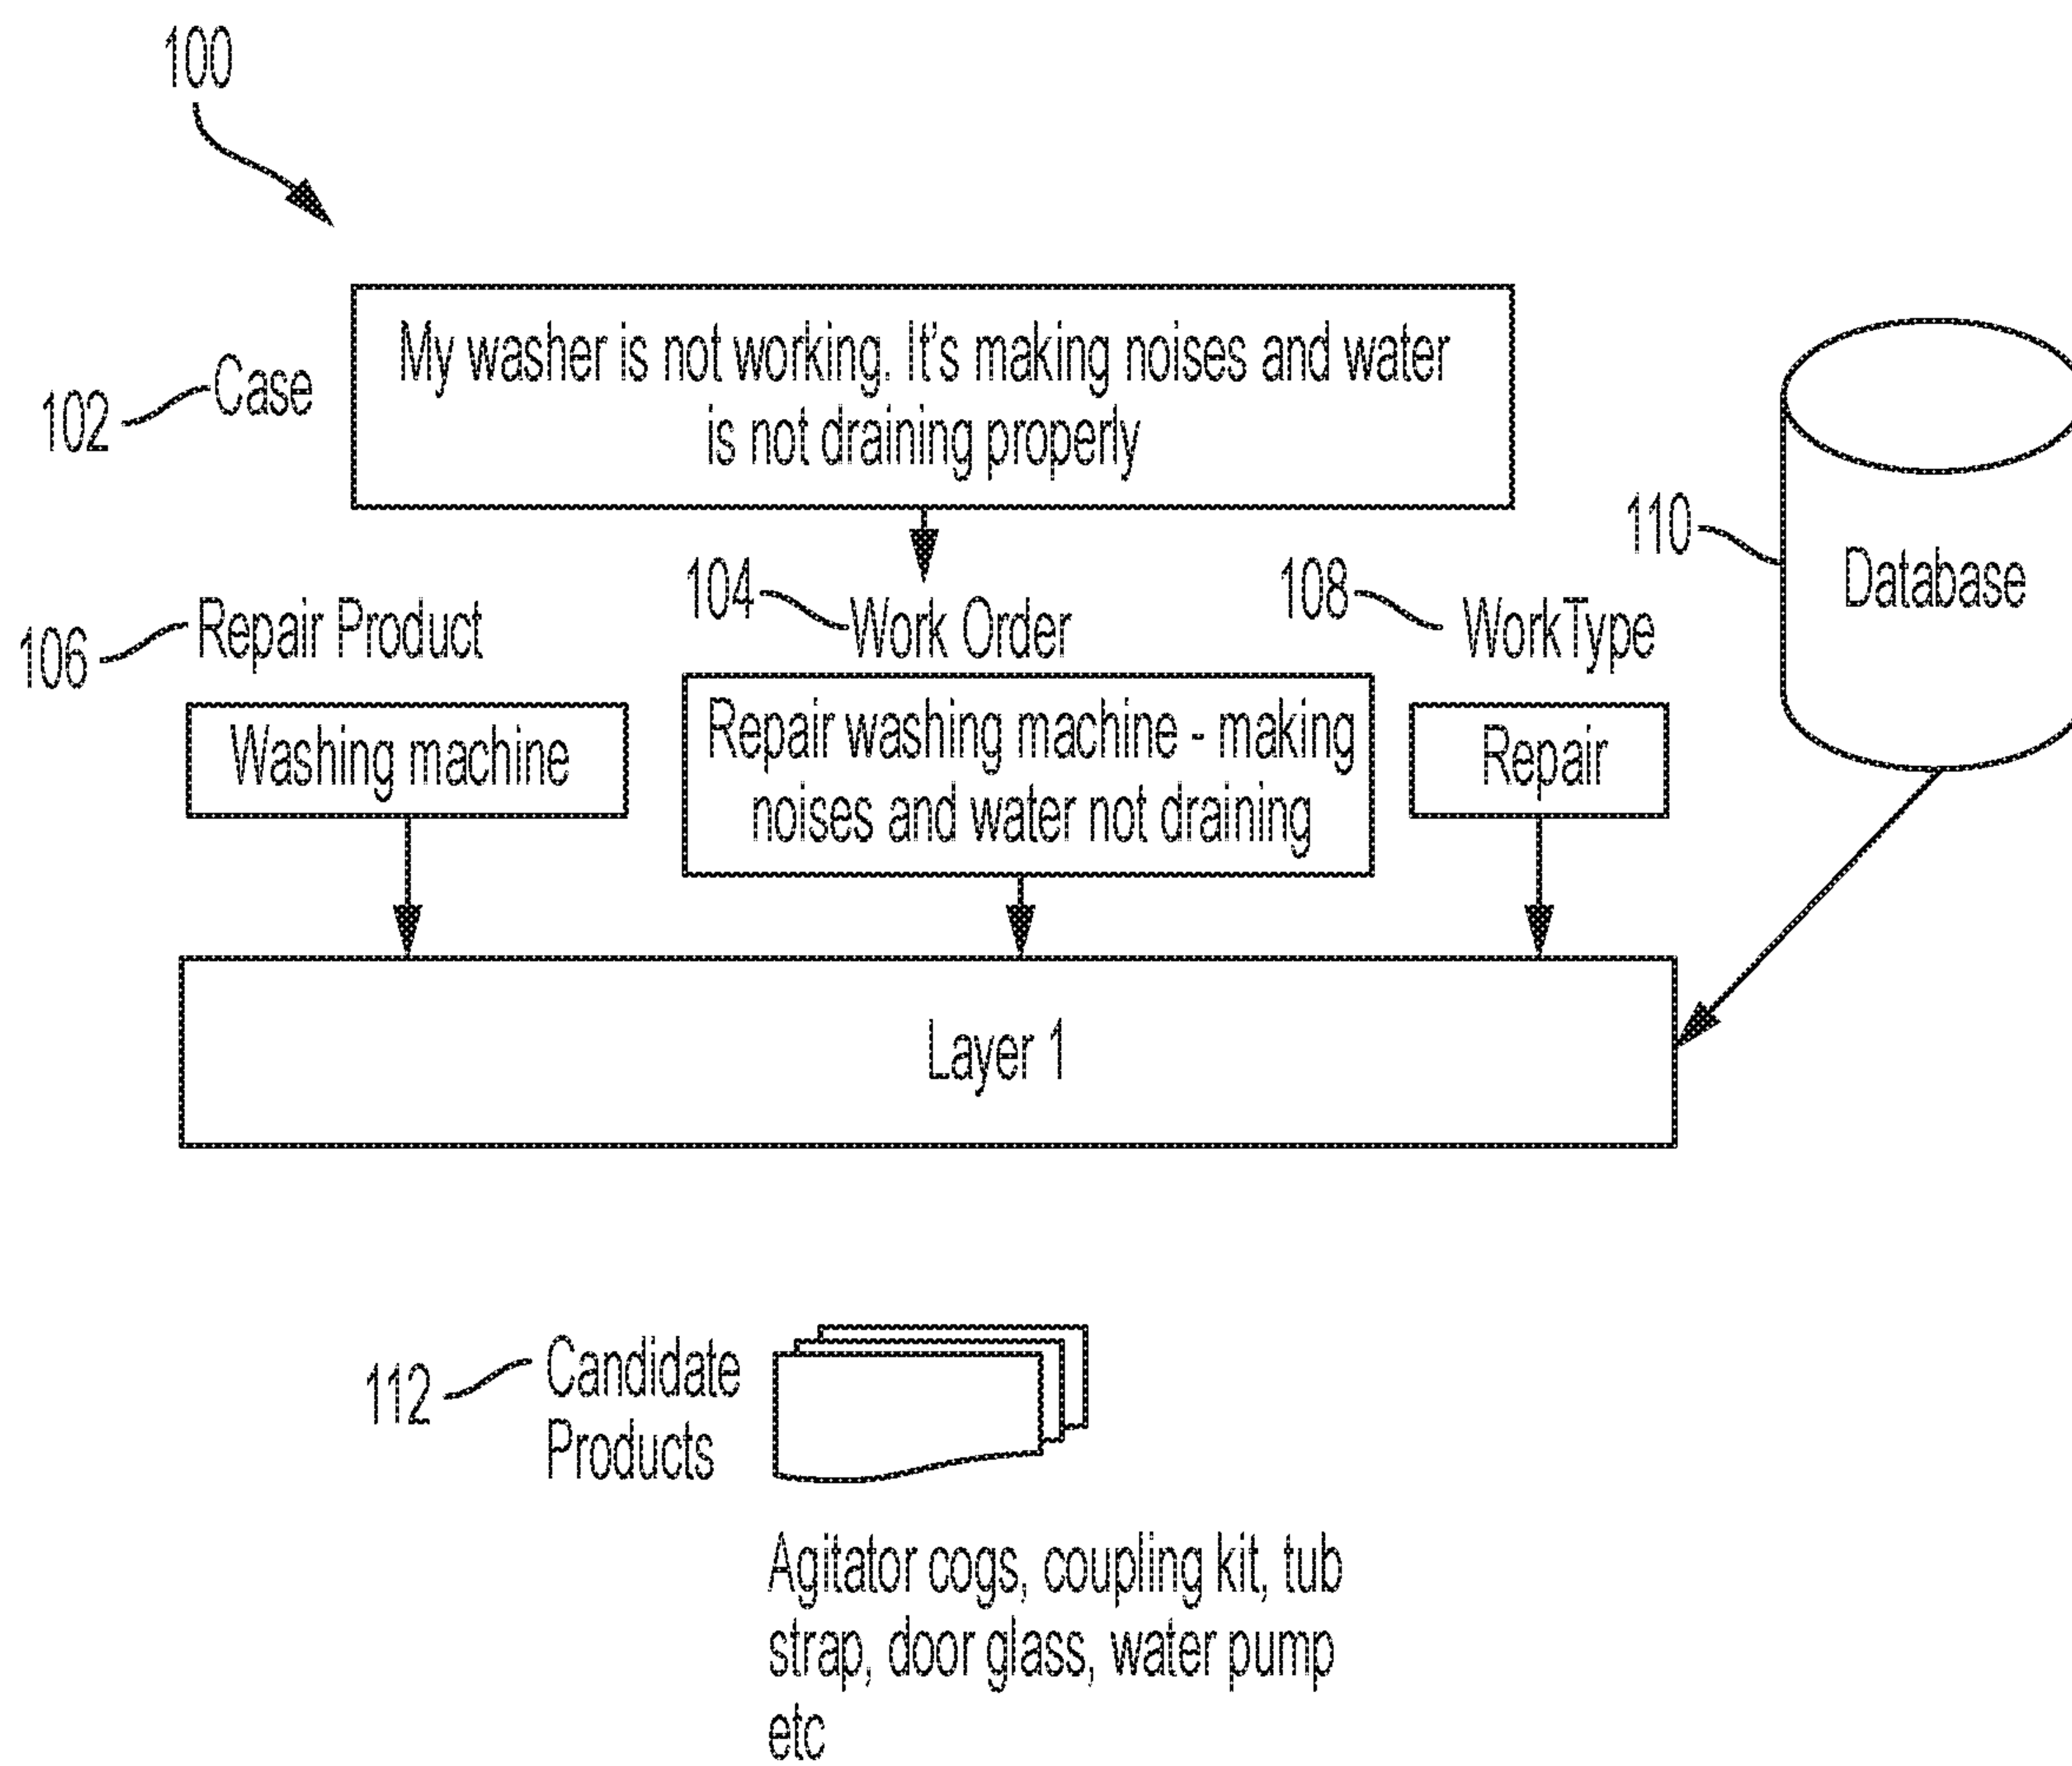 100
My washer is not working. It's making noises and water
is not draining properly
Case
102
110
Database
104
108
Repair Product
Work Order
WorkType
106
Washing machine
Repair washing machine - making
noises and water not draining
Repair
Layer 1
112
Candidate
Products
Agitator cogs, coupling kit, tub
strap, door glass, water pump
etc